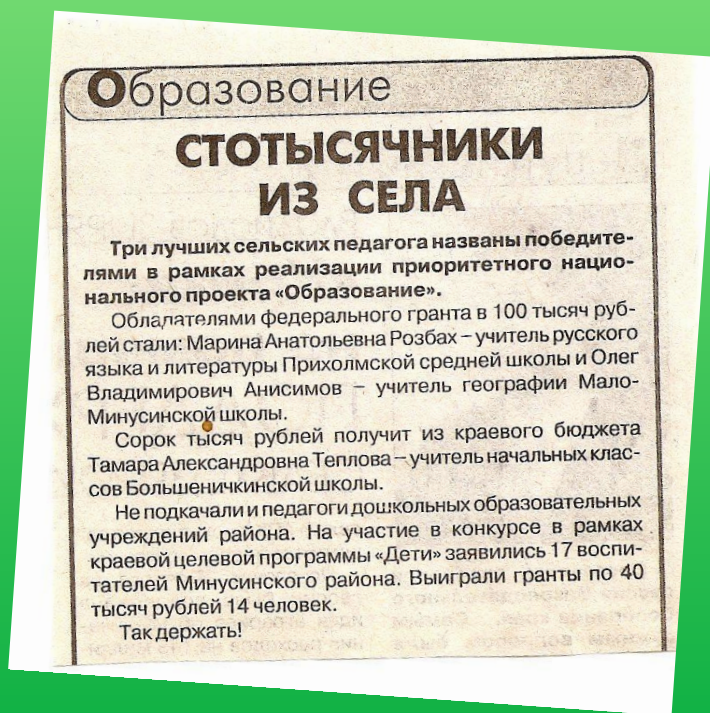 Образование
СТОТЫСЯЧНИКИ
ИЗ СЕЛА
Три лучших сельских педагога названы победите-
лями в рамках реализации приоритетного нацио-
нального проекта «Образование».
Обладателями федерального гранта в 100 тысяч руб-
лей стали: Марина Анатольевна Розбах – учитель русского
языка и литературы Прихолмской средней школы и Олег
Владимирович Анисимов – учитель географии Мало-
Минусинской школы.
Сорок тысяч рублей получит из краевого бюджета
Тамара Александровна Теплова – учитель начальных клас-
сов Большеничкинской школы.
Не подкачали и педагоги дошкольных образовательных
учреждений района. На участие в конкурсе в рамках
краевой целевой программы «Дети» заявились 17 воспи-
тателей Минусинского района. Выиграли гранты по 40
тысяч рублей 14 человек.
Так держать!